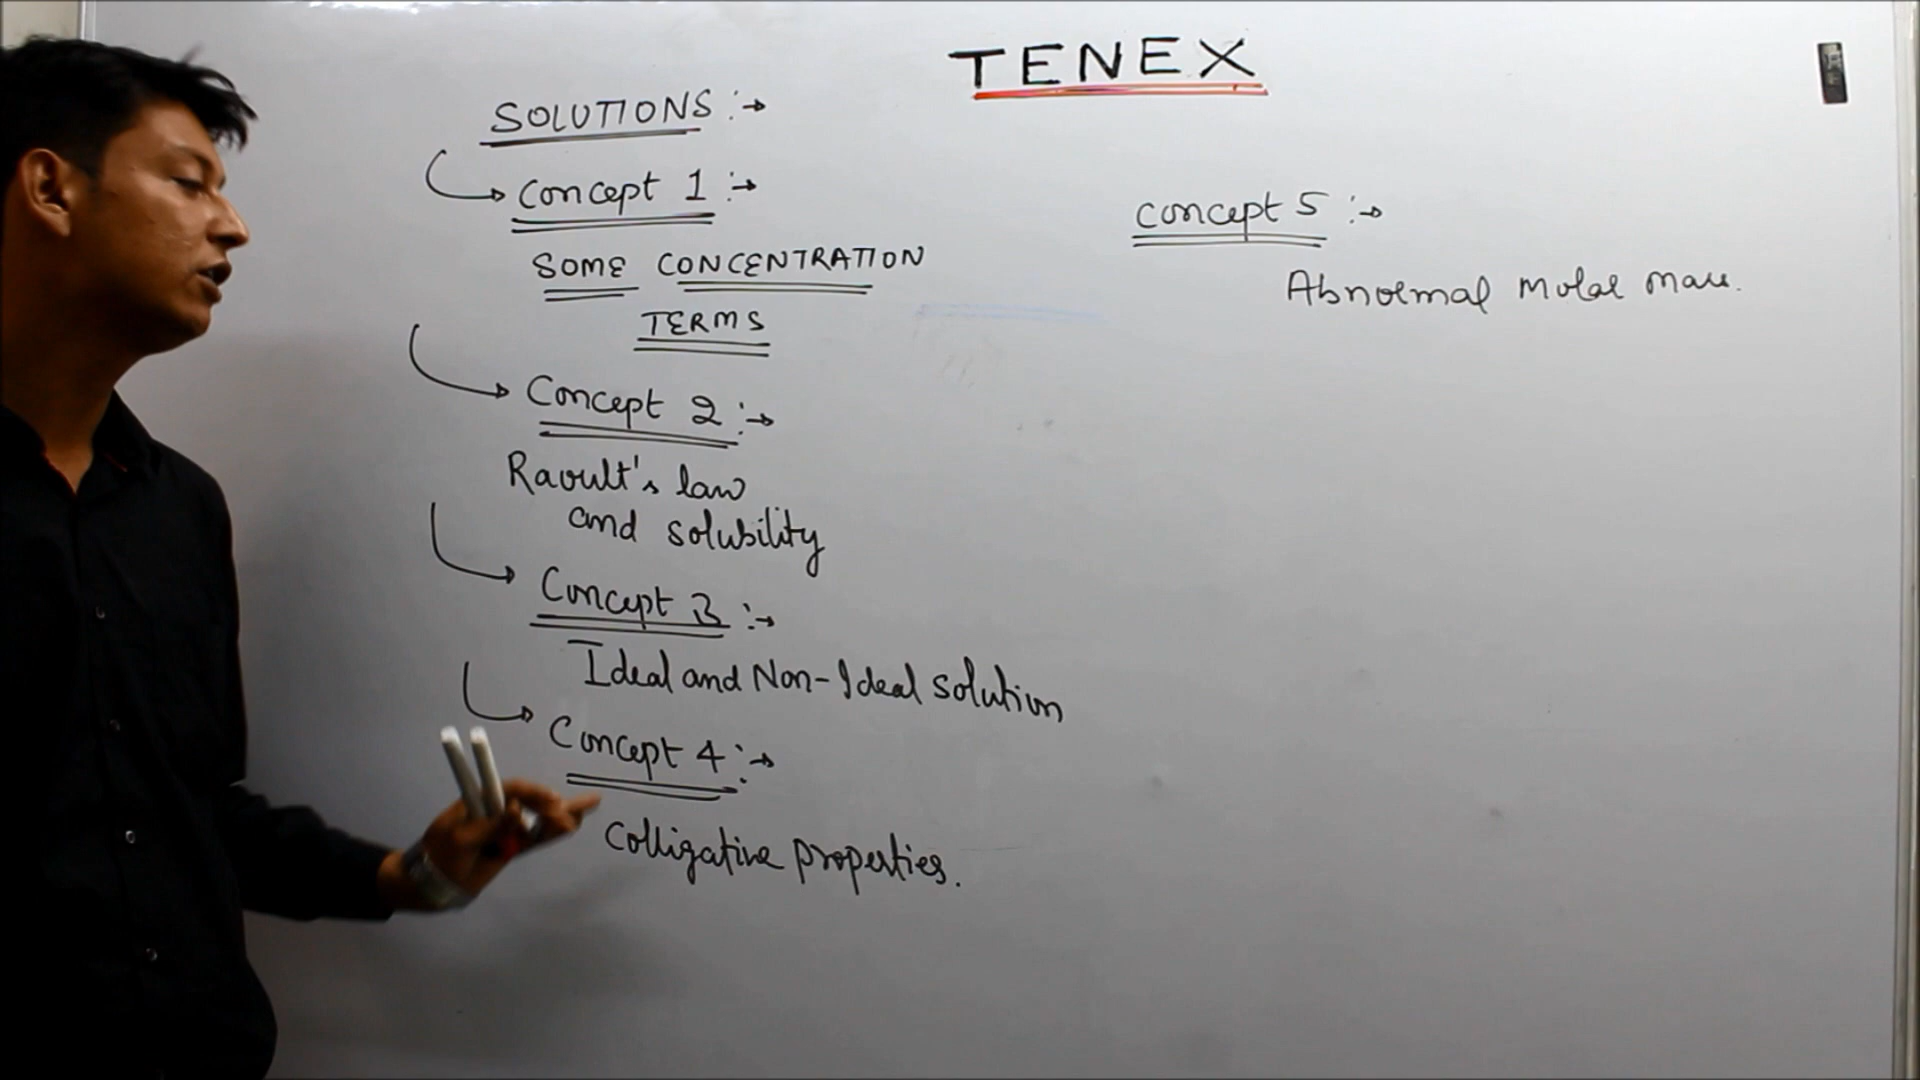 TENEX
SOLUTIONS :→
Concept 1 :→
SOME CONCENTRATION
TERMS
Concept 2 :→
Raoult's law
and solubility
Concept 3 :→
Ideal and Non-Ideal solution
Concept 4 :→
Colligative properties.
Concept 5 :→
Abnormal Molar Mass.